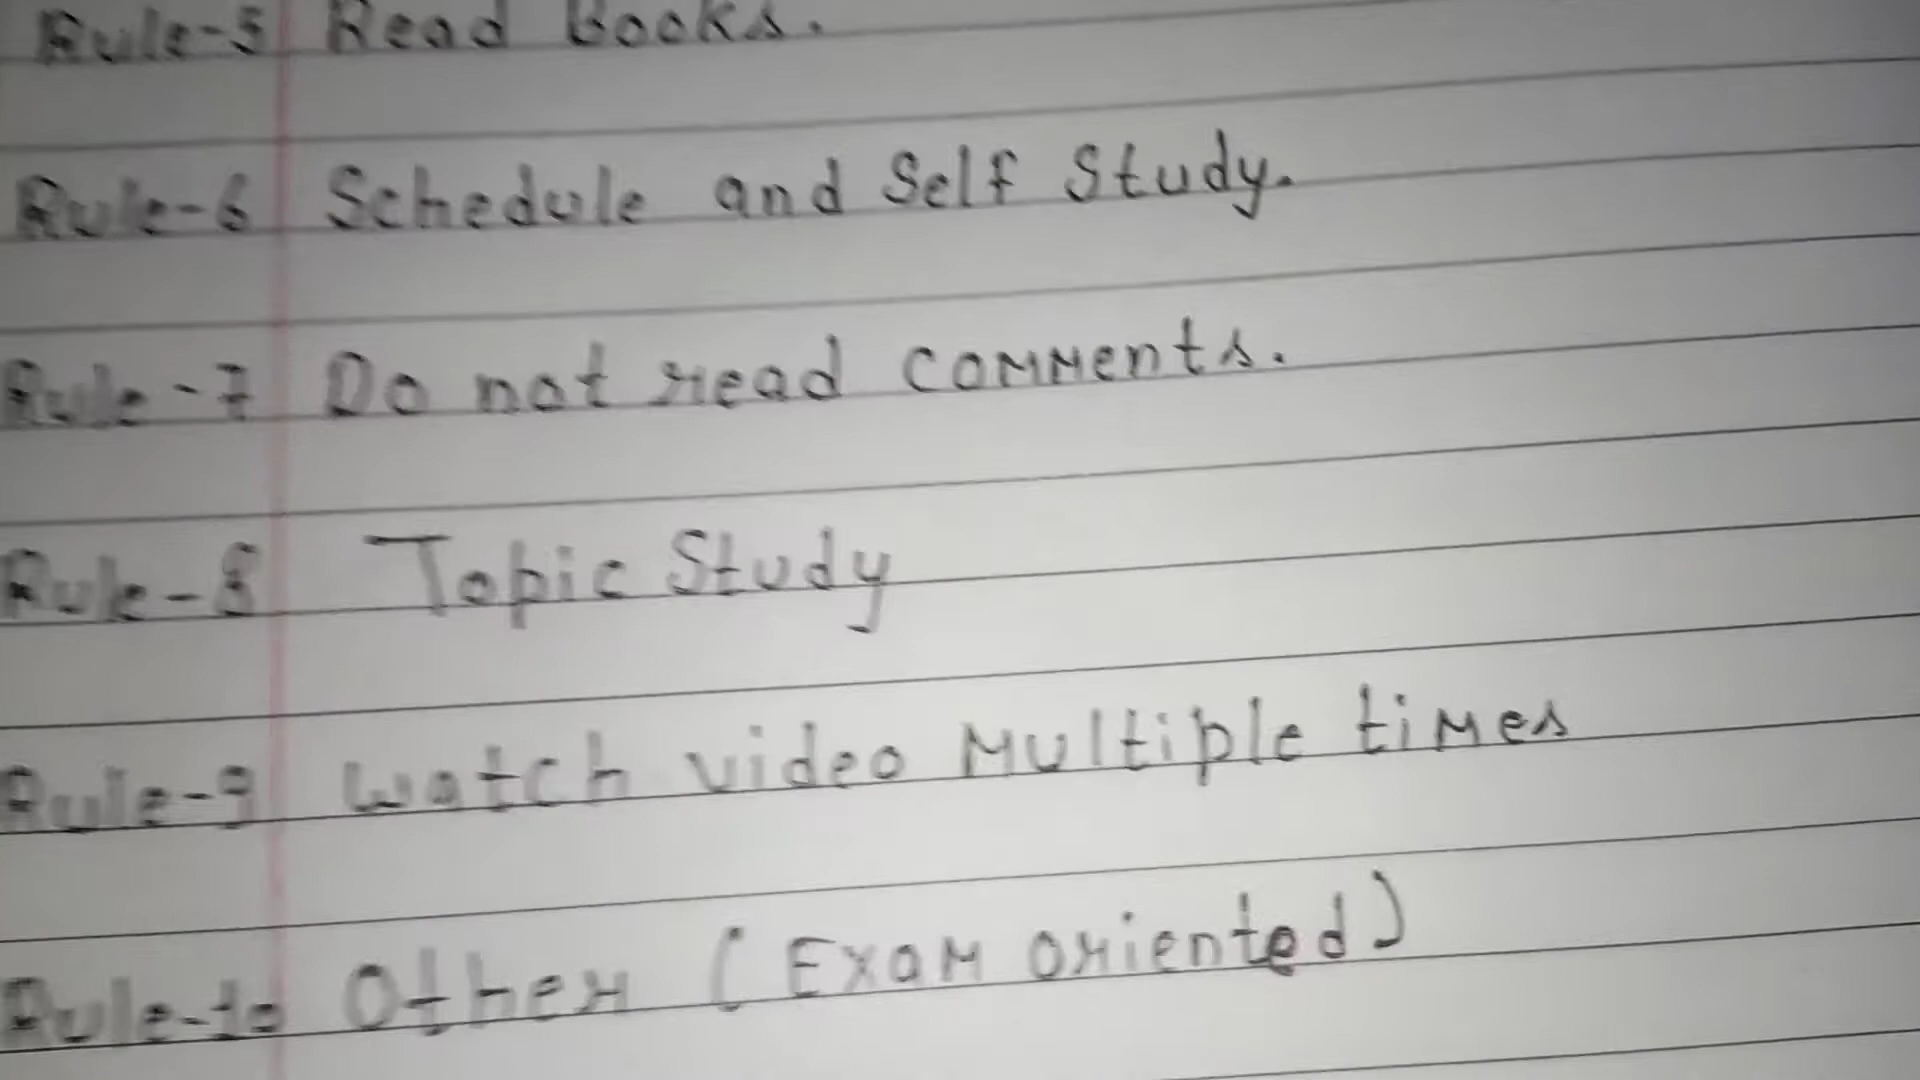 Rule-5 Read Books.
Rule-6 Schedule and Self Study.
Rule-7 Do not read comments.
Rule-8 Topic Study
Rule-9 Watch video Multiple times
Rule-10 Other (Exam oriented)